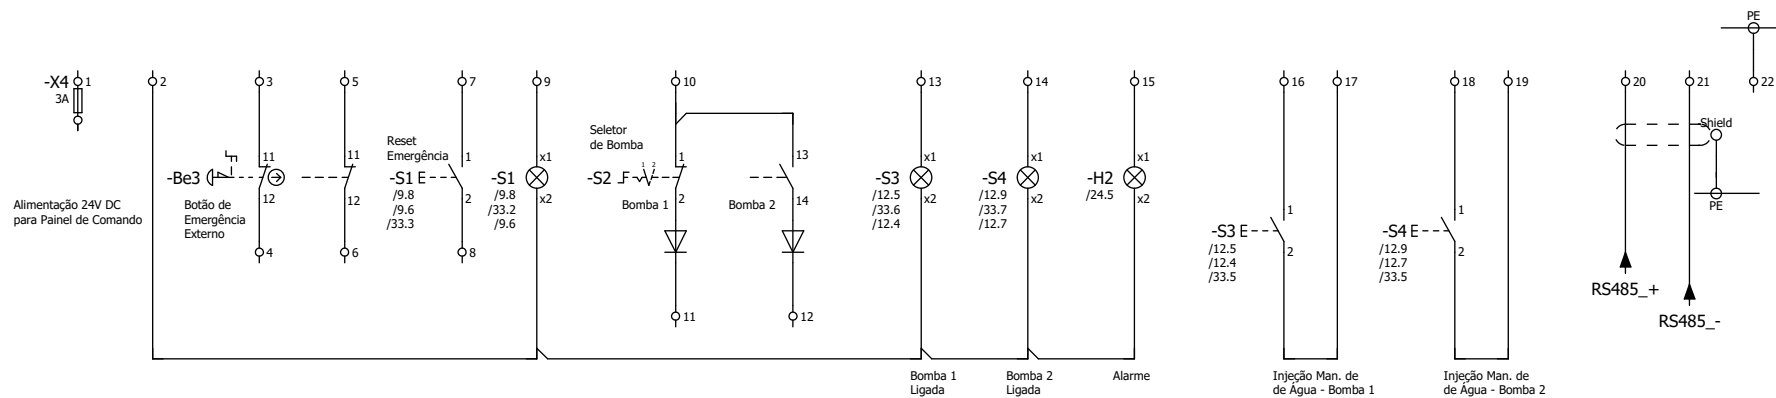 PE
-X4
1
3A
2
3
5
7
9
10
13
14
15
16
17
18
19
20
21
22
Alimentação 24V DC
para Painel de Comando
-Be3
11
12
Botão de
Emergência
Externo
4
11
12
6
Reset
Emergência
-S1
1
2
/9.8
/9.6
/33.3
8
-S1
x1
x2
/9.8
/33.2
/9.6
Seletor
de Bomba
-S2
1 2
1
2
Bomba 1
11
13
14
Bomba 2
12
-S3
x1
x2
/12.5
/33.6
/12.4
Bomba 1
Ligada
-S4
x1
x2
/12.9
/33.7
/12.7
Bomba 2
Ligada
-H2
x1
x2
/24.5
Alarme
-S3
1
2
/12.5
/12.4
/33.5
Injeção Man. de
de Água - Bomba 1
-S4
1
2
/12.9
/12.7
/33.5
Injeção Man. de
de Água - Bomba 2
Shield
PE
RS485_+
RS485_-